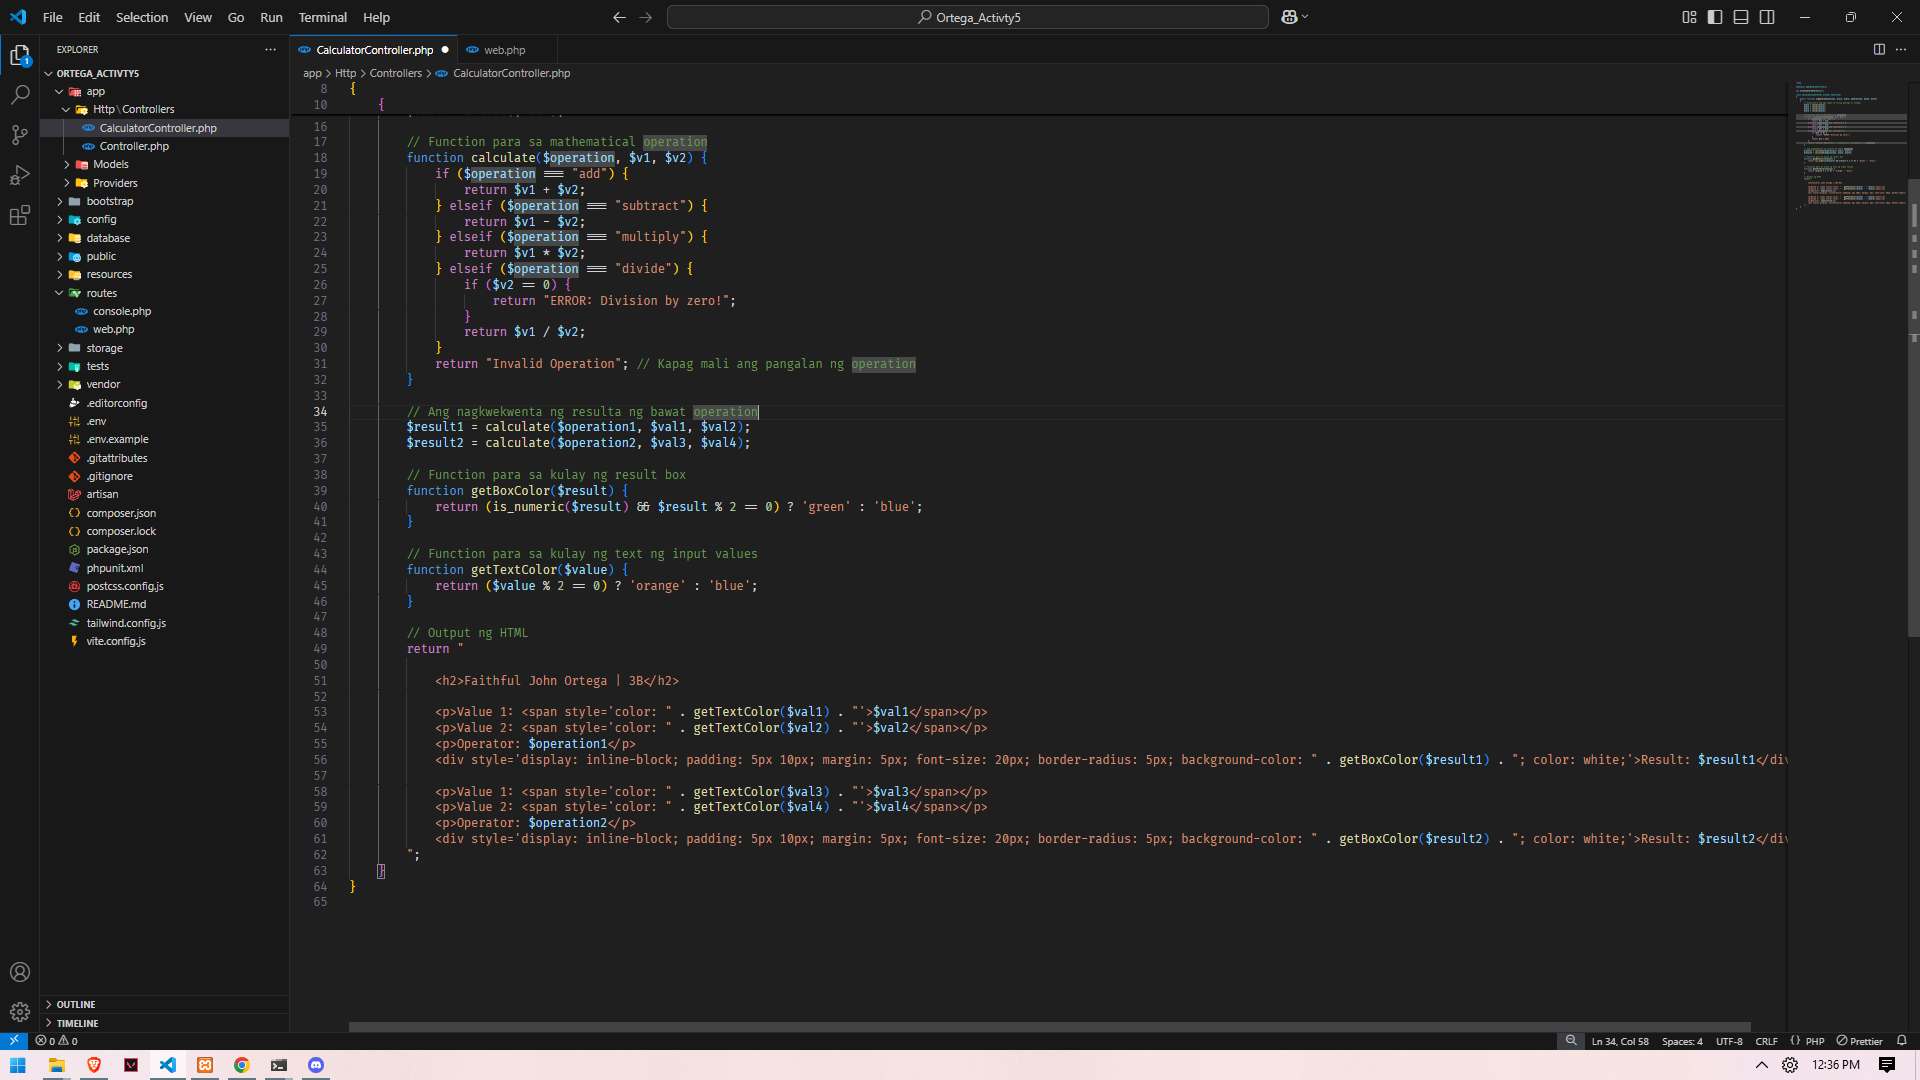 File Edit Selection View Go Run Terminal Help
Ortega_Activty5
EXPLORER
ORTEGA_ACTIVTY5
app
Http \ Controllers
CalculatorController.php
Controller.php
Models
Providers
bootstrap
config
database
public
resources
routes
console.php
web.php
storage
tests
vendor
.editorconfig
.env
.env.example
.gitattributes
.gitignore
artisan
composer.json
composer.lock
package.json
phpunit.xml
postcss.config.js
README.md
tailwind.config.js
vite.config.js
OUTLINE
TIMELINE
CalculatorController.php
web.php
app > Http > Controllers > CalculatorController.php
8 {
10 {
16
17 // Function para sa mathematical operation
18 function calculate($operation, $v1, $v2) {
19 if ($operation === "add") {
20 return $v1 + $v2;
21 } elseif ($operation === "subtract") {
22 return $v1 - $v2;
23 } elseif ($operation === "multiply") {
24 return $v1 * $v2;
25 } elseif ($operation === "divide") {
26 if ($v2 == 0) {
27 return "ERROR: Division by zero!";
28 }
29 return $v1 / $v2;
30 }
31 return "Invalid Operation"; // Kapag mali ang pangalan ng operation
32 }
33
34 // Ang nagkwekwenta ng resulta ng bawat operation
35 $result1 = calculate($operation1, $val1, $val2);
36 $result2 = calculate($operation2, $val3, $val4);
37
38 // Function para sa kulay ng result box
39 function getBoxColor($result) {
40 return (is_numeric($result) && $result % 2 == 0) ? 'green' : 'blue';
41 }
42
43 // Function para sa kulay ng text ng input values
44 function getTextColor($value) {
45 return ($value % 2 == 0) ? 'orange' : 'blue';
46 }
47
48 // Output ng HTML
49 return "
50
51 <h2>Faithful John Ortega | 3B</h2>
52
53 <p>Value 1: <span style='color: " . getTextColor($val1) . "'>$val1</span></p>
54 <p>Value 2: <span style='color: " . getTextColor($val2) . "'>$val2</span></p>
55 <p>Operator: $operation1</p>
56 <div style='display: inline-block; padding: 5px 10px; margin: 5px; font-size: 20px; border-radius: 5px; background-color: " . getBoxColor($result1) . "; color: white;'>Result: $result1</div
57
58 <p>Value 1: <span style='color: " . getTextColor($val3) . "'>$val3</span></p>
59 <p>Value 2: <span style='color: " . getTextColor($val4) . "'>$val4</span></p>
60 <p>Operator: $operation2</p>
61 <div style='display: inline-block; padding: 5px 10px; margin: 5px; font-size: 20px; border-radius: 5px; background-color: " . getBoxColor($result2) . "; color: white;'>Result: $result2</div
62 ";
63 }
64 }
65
0 0
Ln 34, Col 58 Spaces: 4 UTF-8 CRLF {} PHP Prettier
12:36 PM